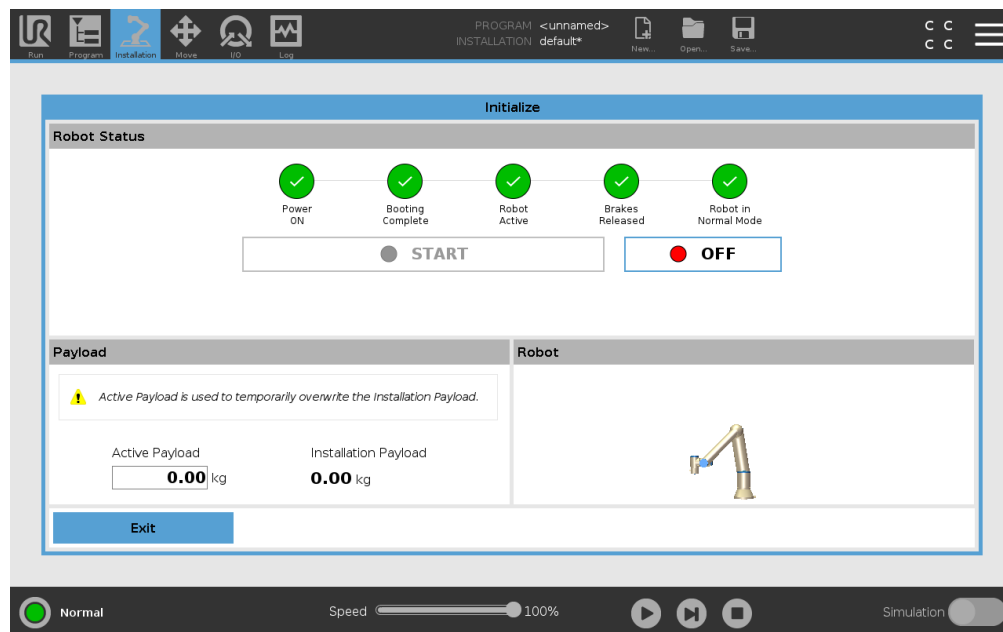 UR
PROGRAM <unnamed>
INSTALLATION default*
Run Program Installation Move I/O Log New... Open... Save...
C C
C C
Initialize
Robot Status
Power ON
Booting Complete
Robot Active
Brakes Released
Robot in Normal Mode
START OFF
Payload Robot
Active Payload is used to temporarily overwrite the Installation Payload.
Active Payload Installation Payload
0.00 kg 0.00 kg
Exit
Normal Speed 100% Simulation